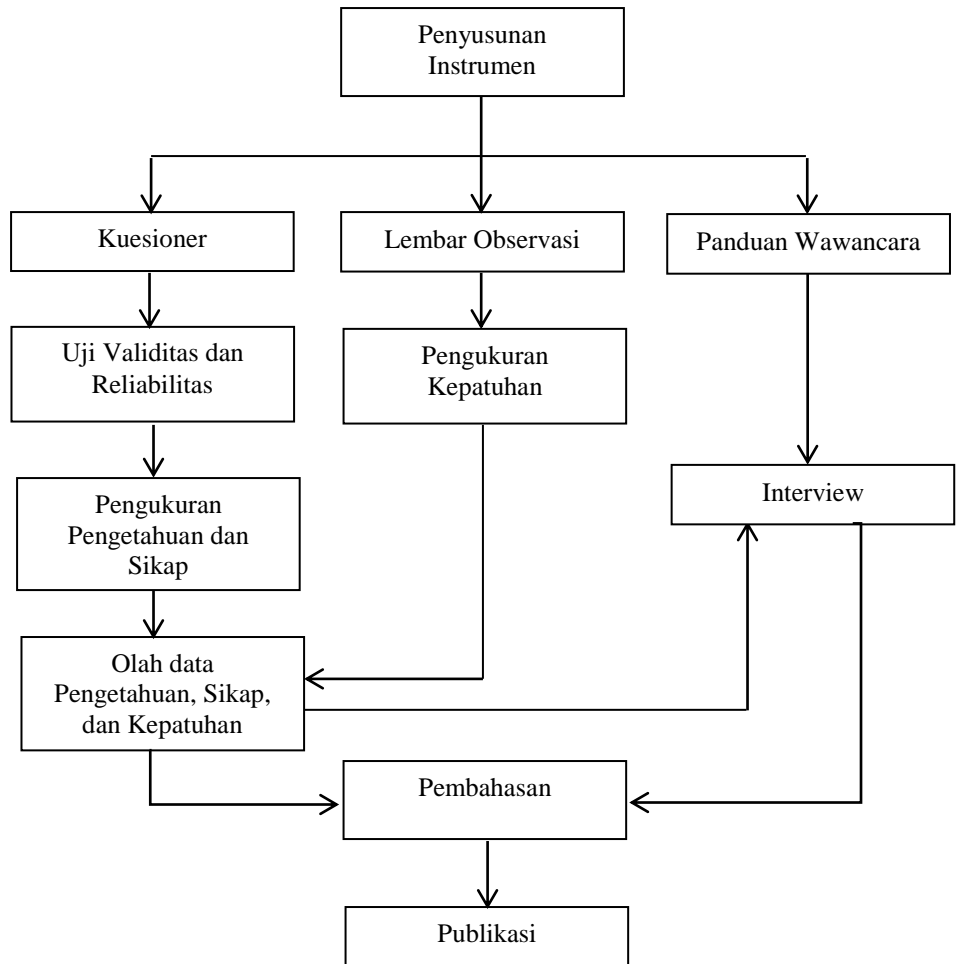 Penyusunan
Instrumen
Kuesioner
Lembar Observasi
Panduan Wawancara
Uji Validitas dan
Reliabilitas
Pengukuran
Kepatuhan
Pengukuran
Pengetahuan dan
Sikap
Interview
Olah data
Pengetahuan, Sikap,
dan Kepatuhan
Pembahasan
Publikasi